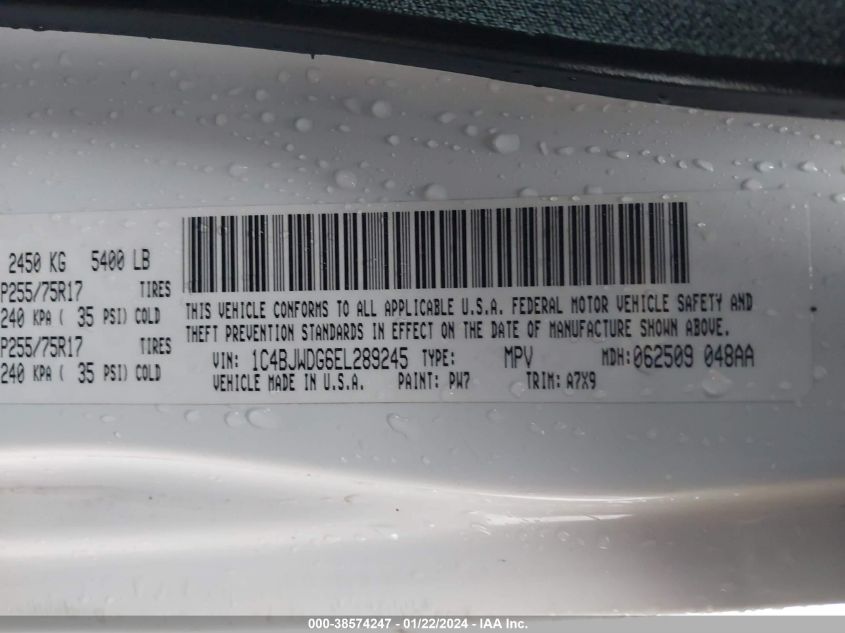 2450 KG 5400 LB
P255/75R17 TIRES
240 KPA ( 35 PSI) COLD
P255/75R17 TIRES
240 KPA ( 35 PSI) COLD
THIS VEHICLE CONFORMS TO ALL APPLICABLE U.S.A. FEDERAL MOTOR VEHICLE SAFETY AND
THEFT PREVENTION STANDARDS IN EFFECT ON THE DATE OF MANUFACTURE SHOWN ABOVE.
VIN: 1C4BJWDG6EL289245 TYPE: MPV MDH:062509 048AA
VEHICLE MADE IN U.S.A. PAINT: PW7 TRIM: A7X9
000-38574247 - 01/22/2024 - IAA Inc.